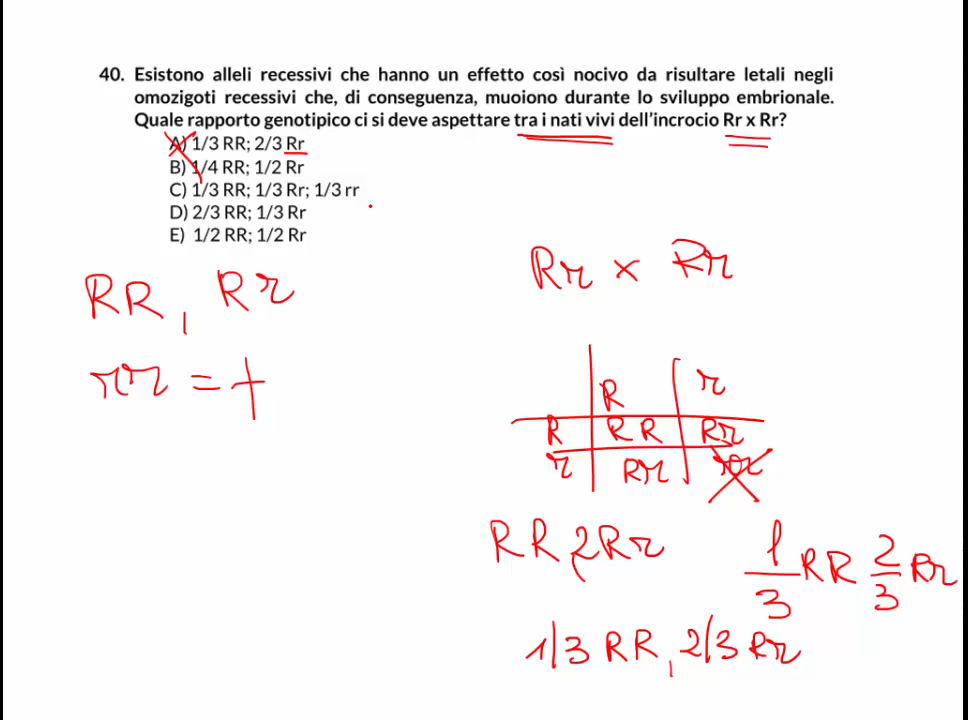 40. Esistono alleli recessivi che hanno un effetto così nocivo da risultare letali negli
omozigoti recessivi che, di conseguenza, muoiono durante lo sviluppo embrionale.
Quale rapporto genotipico ci si deve aspettare tra i nati vivi dell'incrocio Rr x Rr?
A) 1/3 RR; 2/3 Rr
B) 1/4 RR; 1/2 Rr
C) 1/3 RR; 1/3 Rr; 1/3 rr
D) 2/3 RR; 1/3 Rr
E) 1/2 RR; 1/2 Rr
Rr x Rr
RR, Rr
rr = †
R r
R RR Rr
r Rr rr
RR 2Rr
1/3 RR 2/3 Rr
1/3 RR, 2/3 Rr